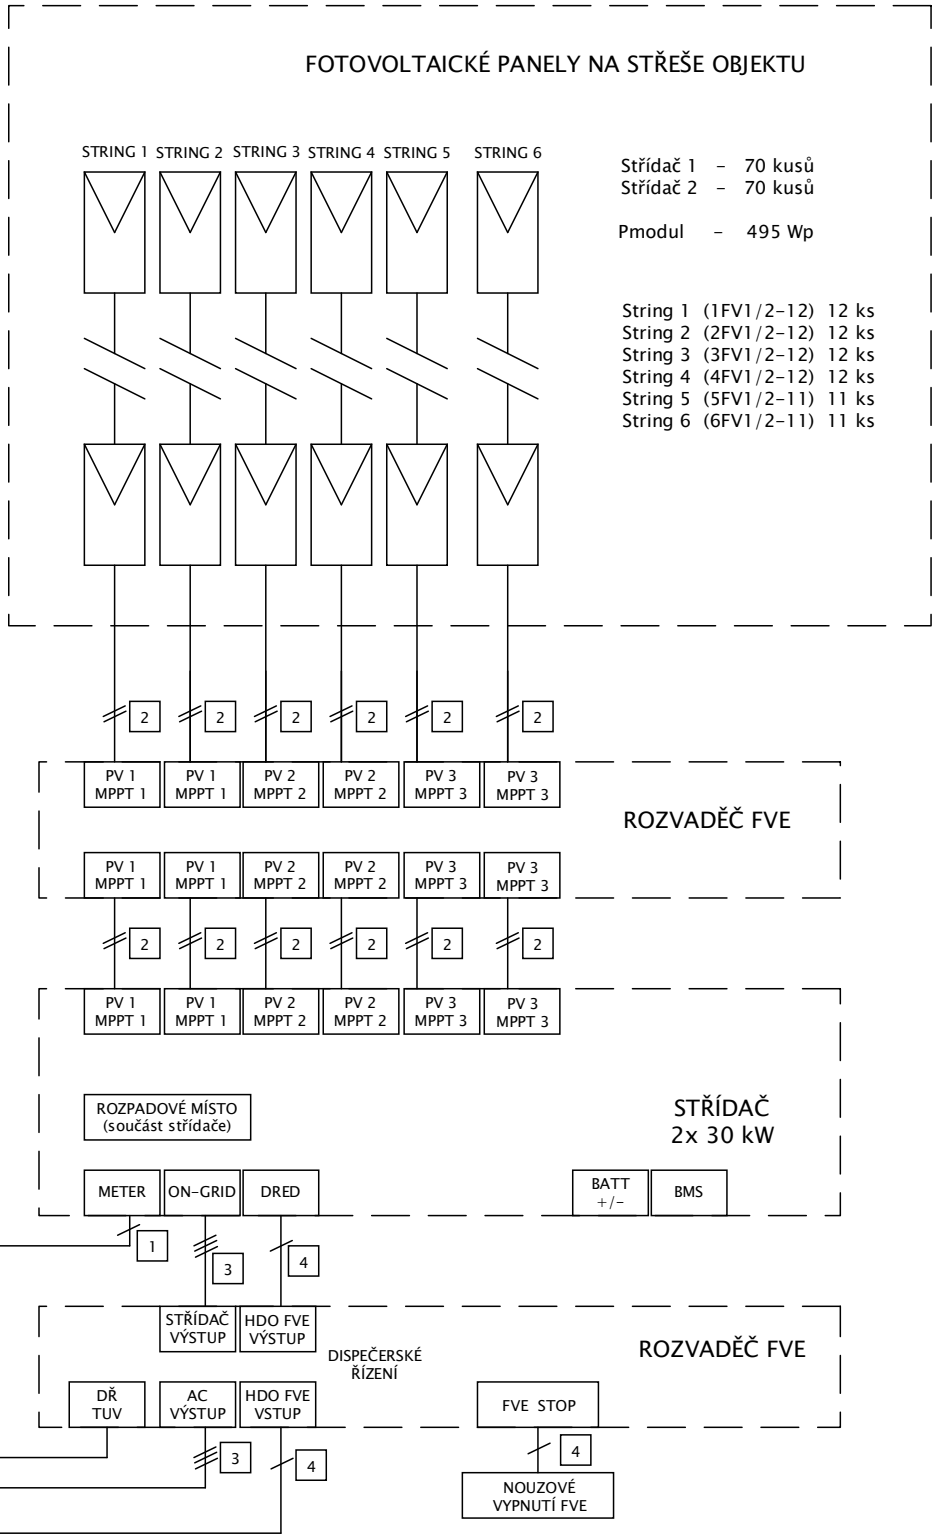 FOTOVOLTAICKÉ PANELY NA STŘEŠE OBJEKTU
STRING 1 STRING 2 STRING 3 STRING 4 STRING 5 STRING 6
Střídač 1 – 70 kusů
Střídač 2 – 70 kusů
Pmodul – 495 Wp
String 1 (1FV1/2-12) 12 ks
String 2 (2FV1/2-12) 12 ks
String 3 (3FV1/2-12) 12 ks
String 4 (4FV1/2-12) 12 ks
String 5 (5FV1/2-11) 11 ks
String 6 (6FV1/2-11) 11 ks
2 2 2 2 2 2
PV 1 PV 1 PV 2 PV 2 PV 3 PV 3
MPPT 1 MPPT 1 MPPT 2 MPPT 2 MPPT 3 MPPT 3
ROZVADĚČ FVE
PV 1 PV 1 PV 2 PV 2 PV 3 PV 3
MPPT 1 MPPT 1 MPPT 2 MPPT 2 MPPT 3 MPPT 3
2 2 2 2 2 2
PV 1 PV 1 PV 2 PV 2 PV 3 PV 3
MPPT 1 MPPT 1 MPPT 2 MPPT 2 MPPT 3 MPPT 3
ROZPADOVÉ MÍSTO
(součást střídače)
STŘÍDAČ
2x 30 kW
METER ON-GRID DRED
BATT
+/-
BMS
1
3
4
STŘÍDAČ
VÝSTUP
HDO FVE
VÝSTUP
DISPEČERSKÉ
ŘÍZENÍ
ROZVADĚČ FVE
DŘ
TUV
AC
VÝSTUP
HDO FVE
VSTUP
FVE STOP
3
4
4
NOUZOVÉ
VYPNUTÍ FVE